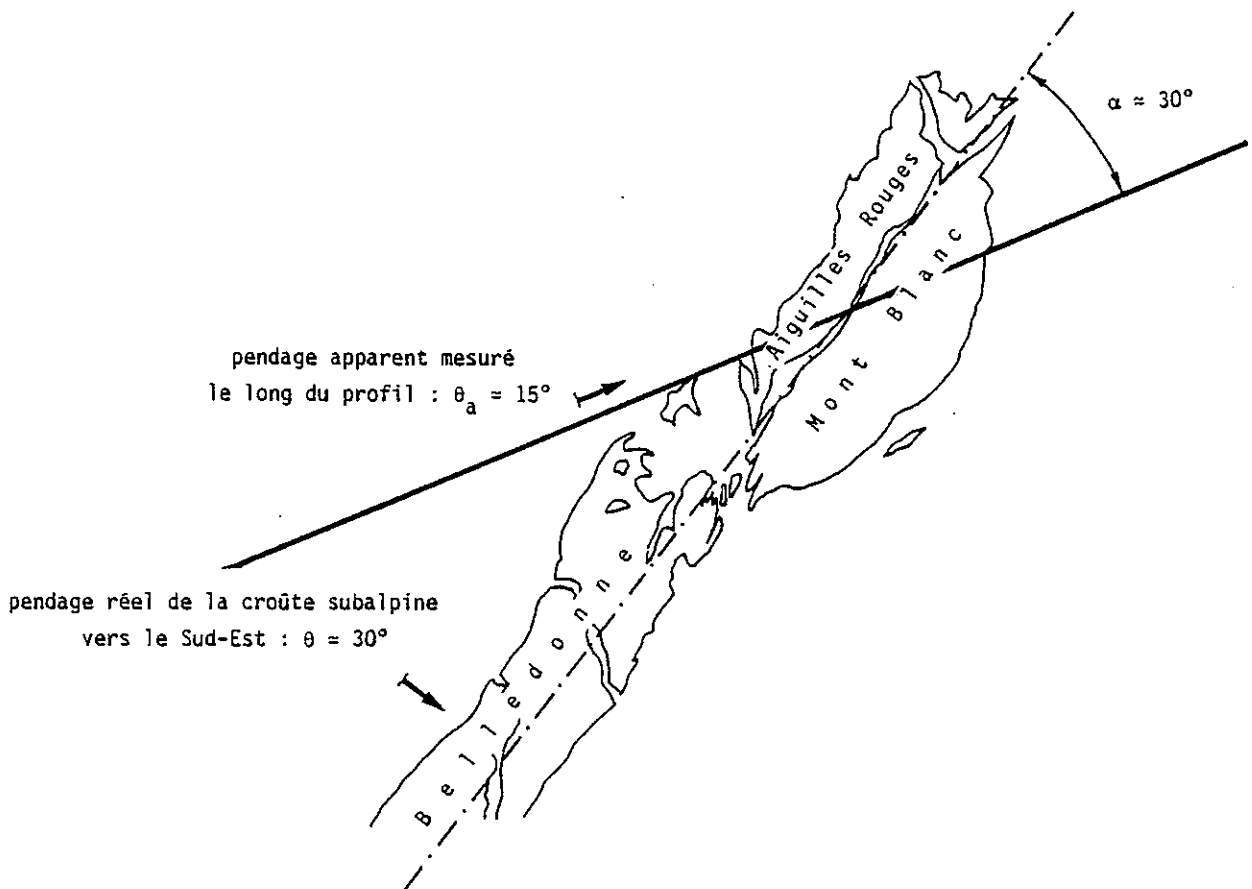 α ≃ 30°
Aiguilles Rouges
Mont Blanc
pendage apparent mesuré
le long du profil : θa ≃ 15°
pendage réel de la croûte subalpine
vers le Sud-Est : θ ≃ 30°
Belledonne